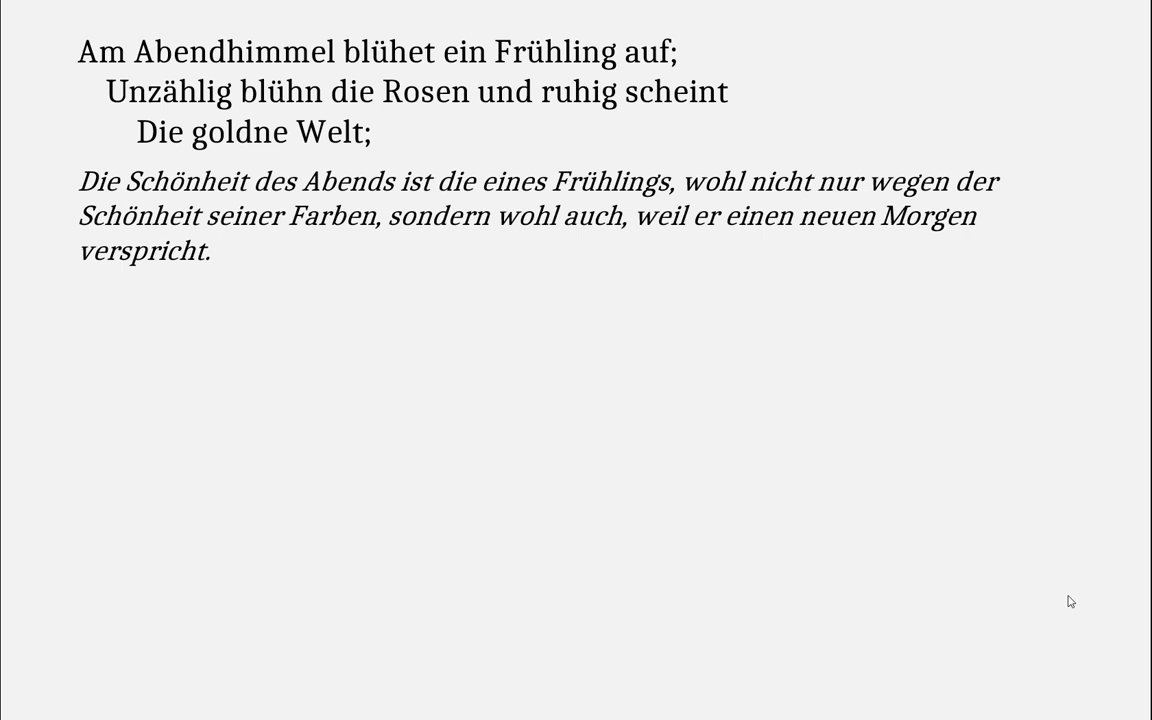 Am Abendhimmel blühet ein Frühling auf;
Unzählig blühn die Rosen und ruhig scheint
Die goldne Welt;
Die Schönheit des Abends ist die eines Frühlings, wohl nicht nur wegen der
Schönheit seiner Farben, sondern wohl auch, weil er einen neuen Morgen
verspricht.